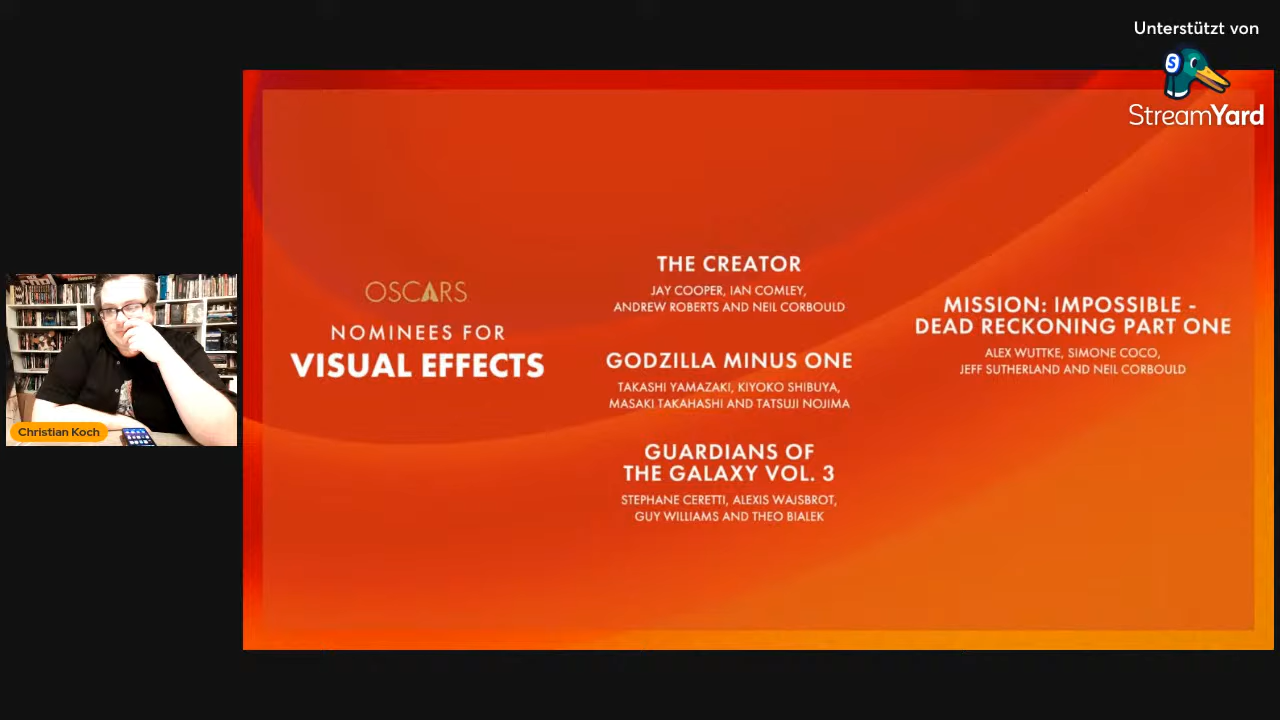 Unterstützt von
StreamYard
OSCARS
NOMINEES FOR
VISUAL EFFECTS
THE CREATOR
JAY COOPER, IAN COMLEY,
ANDREW ROBERTS AND NEIL CORBOULD
GODZILLA MINUS ONE
TAKASHI YAMAZAKI, KIYOKO SHIBUYA,
MASAKI TAKAHASHI AND TATSUJI NOJIMA
GUARDIANS OF
THE GALAXY VOL. 3
STEPHANE CERETTI, ALEXIS WAJSBROT,
GUY WILLIAMS AND THEO BIALEK
MISSION: IMPOSSIBLE -
DEAD RECKONING PART ONE
ALEX WUTTKE, SIMONE COCO,
JEFF SUTHERLAND AND NEIL CORBOULD
Christian Koch